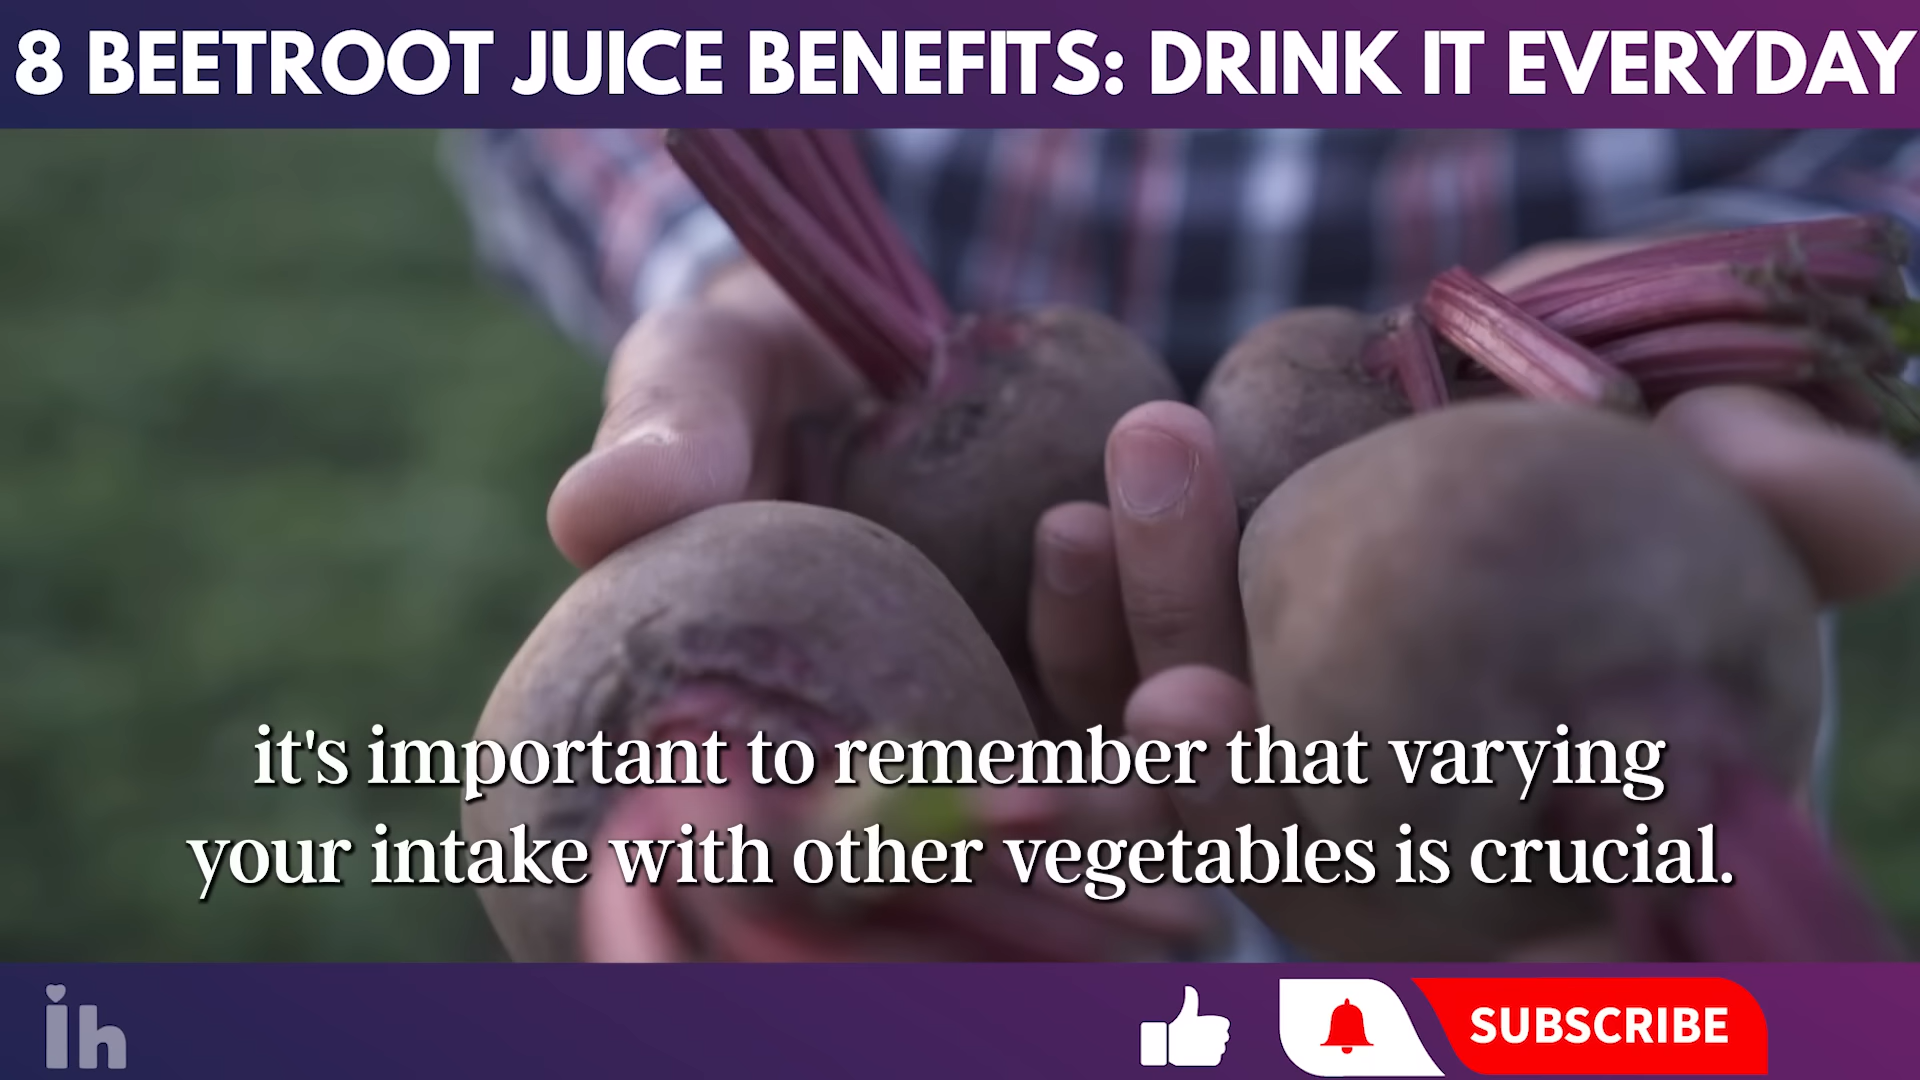 8 BEETROOT JUICE BENEFITS: DRINK IT EVERYDAY
it's important to remember that varying
your intake with other vegetables is crucial.
ih
SUBSCRIBE